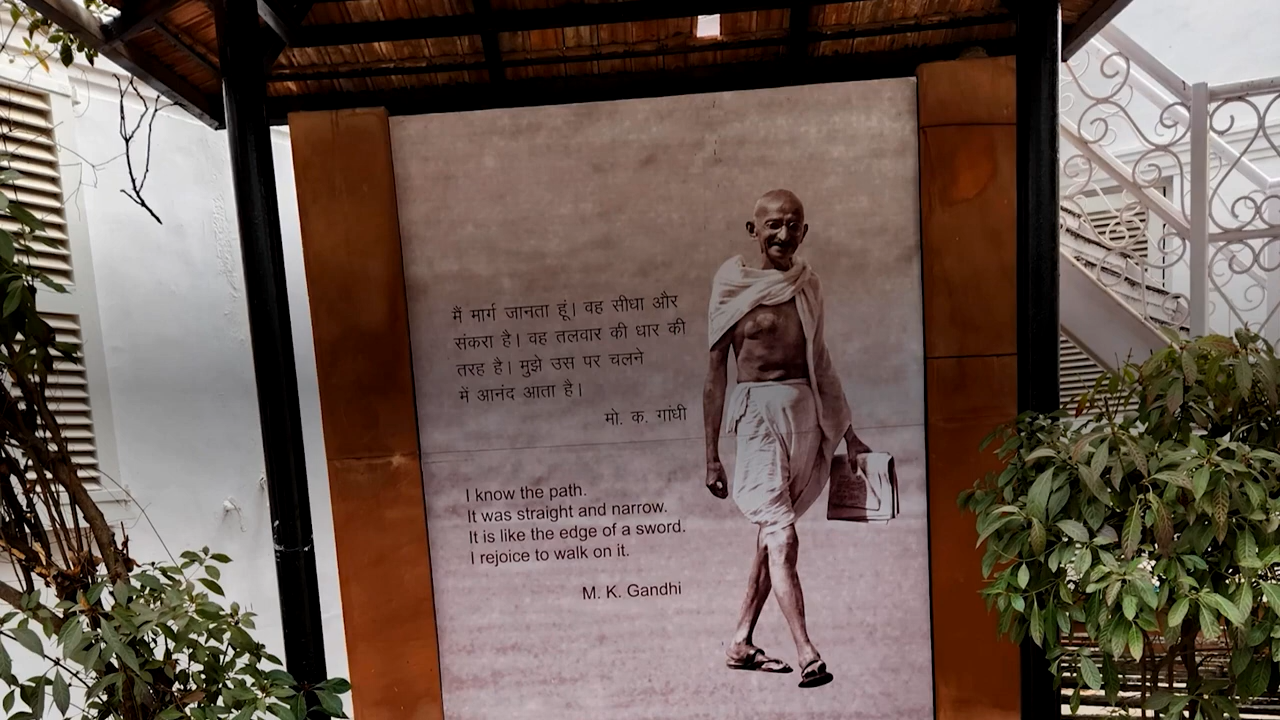 मैं मार्ग जानता हूं। वह सीधा और
संकरा है। वह तलवार की धार की
तरह है। मुझे उस पर चलने
में आनंद आता है।
मो. क. गांधी
I know the path.
It was straight and narrow.
It is like the edge of a sword.
I rejoice to walk on it.
M. K. Gandhi